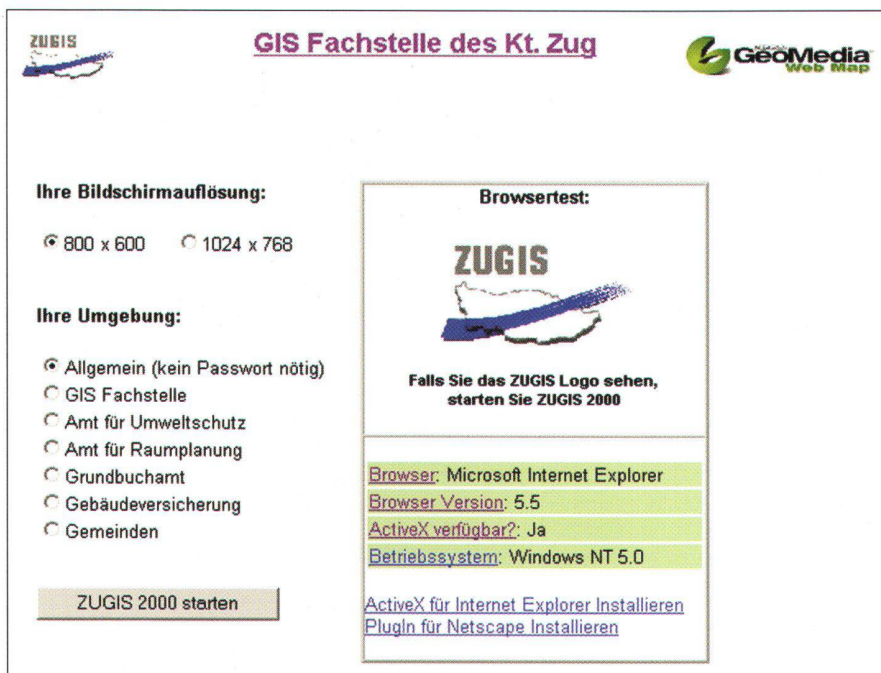 ZUGIS
GIS Fachstelle des Kt. Zug
GeoMedia
Web Map
Ihre Bildschirmauflösung:
800 x 600 1024 x 768
Ihre Umgebung:
Allgemein (kein Passwort nötig)
GIS Fachstelle
Amt für Umweltschutz
Amt für Raumplanung
Grundbuchamt
Gebäudeversicherung
Gemeinden
ZUGIS 2000 starten
Browsertest:
ZUGIS
Falls Sie das ZUGIS Logo sehen,
starten Sie ZUGIS 2000
Browser: Microsoft Internet Explorer
Browser Version: 5.5
ActiveX verfügbar?: Ja
Betriebssystem: Windows NT 5.0
ActiveX für Internet Explorer Installieren
PlugIn für Netscape Installieren